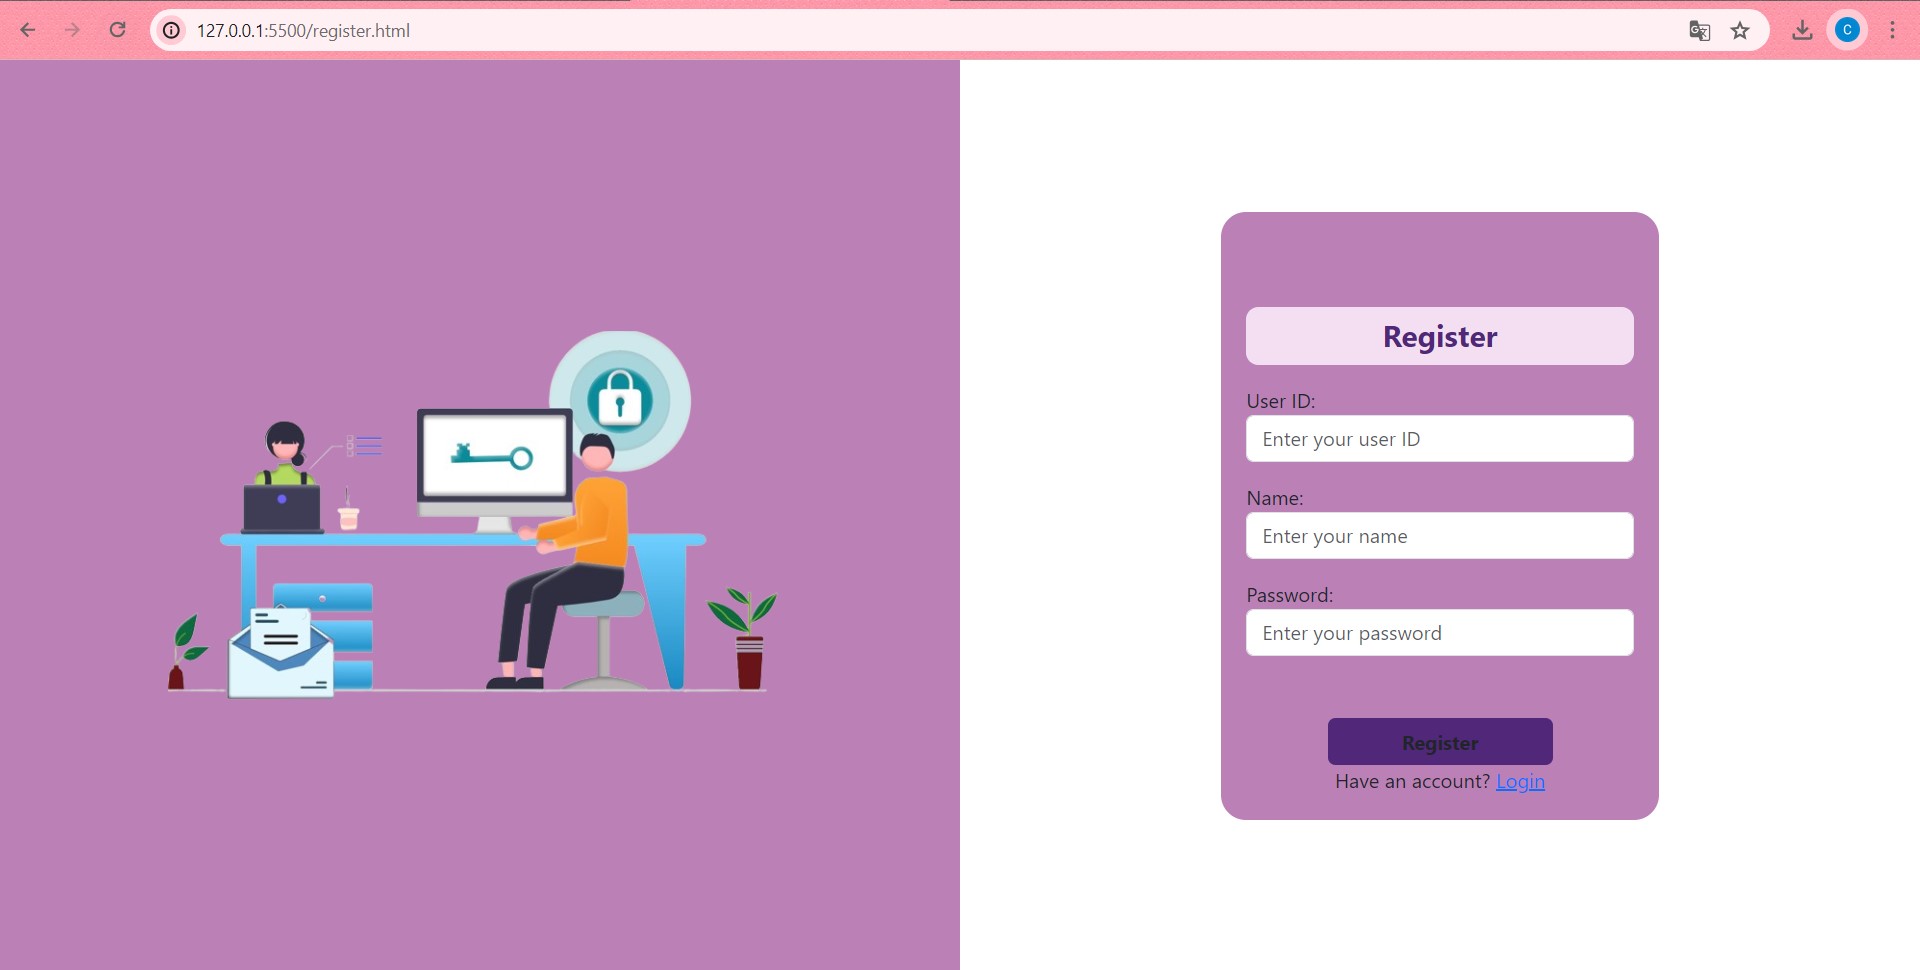 127.0.0.1:5500/register.html
C
Register
User ID:
Enter your user ID
Name:
Enter your name
Password:
Enter your password
Register
Have an account? Login